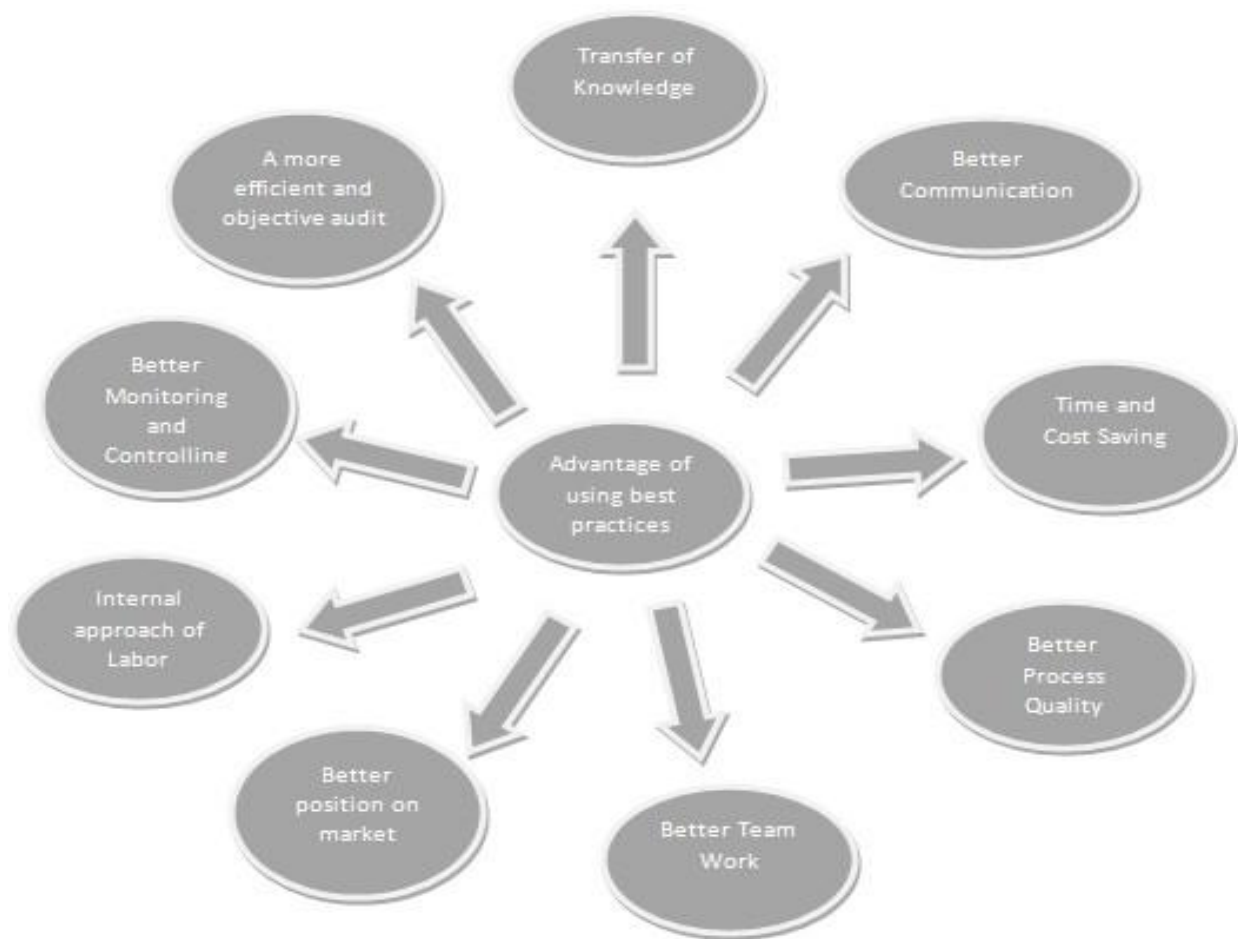 Transfer of
Knowledge
Better
Communication
Time and
Cost Saving
Better
Process
Quality
Better Team
Work
Better
position on
market
Internal
approach of
Labor
Better
Monitoring
and
Controlline
A more
efficient and
objective audit
Advantage of
using best
practices